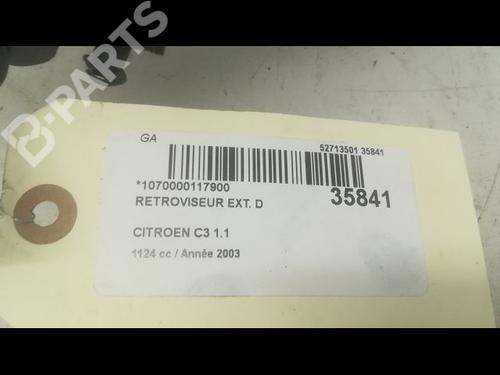 B-PARTS
GA
52713501 35841
*1070000117900
35841
RETROVISEUR EXT. D
CITROEN C3 1.1
1124 cc / Année 2003